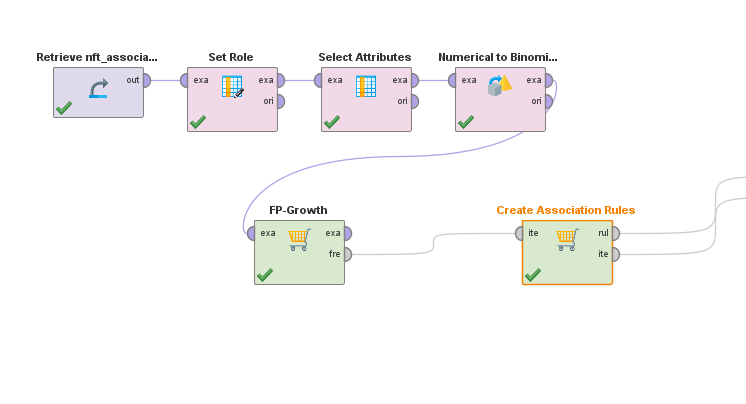 Retrieve nft_associa...
Set Role
Select Attributes
Numerical to Binomi...
out
exa
exa
ori
exa
exa
ori
exa
exa
ori
FP-Growth
Create Association Rules
exa
exa
fre
ite
rul
ite